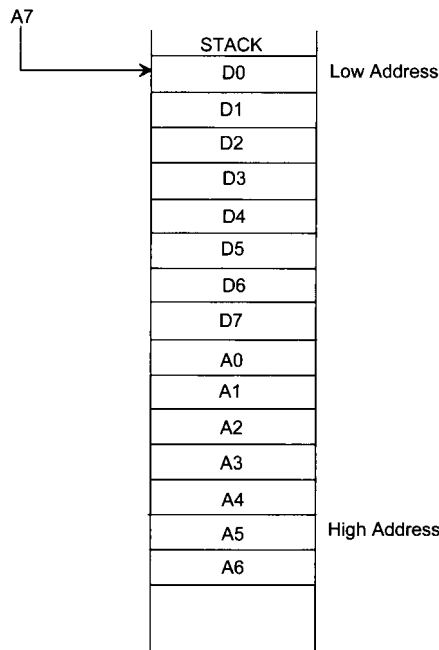 A7
STACK
D0 Low Address
D1
D2
D3
D4
D5
D6
D7
A0
A1
A2
A3
A4
A5 High Address
A6